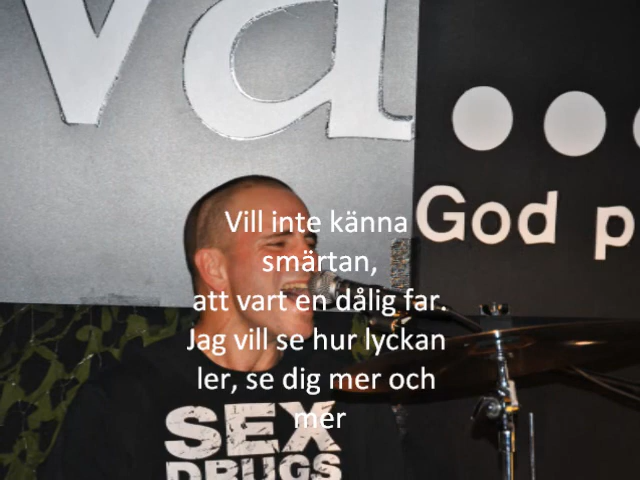 va
...
God p
Vill inte känna
smärtan,
att vart en dålig far.
Jag vill se hur lyckan
ler, se dig mer och
mer
SEX
DRUGS